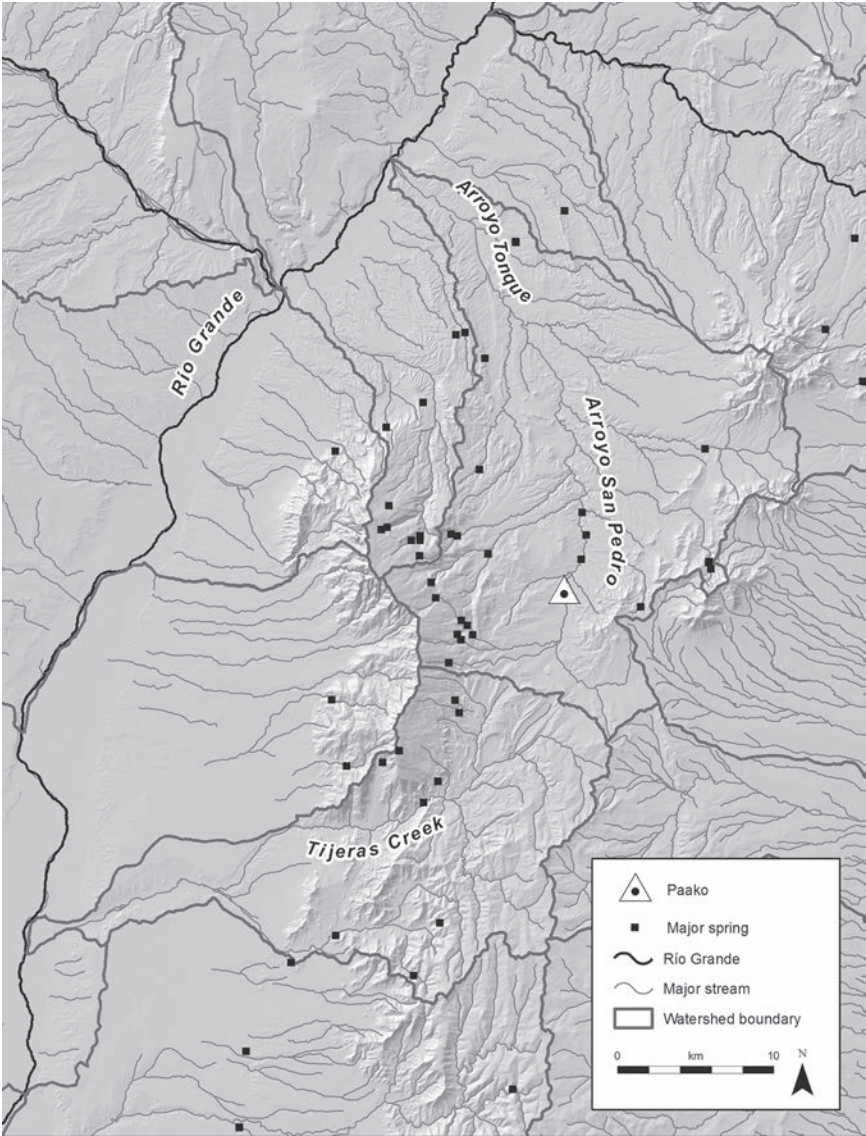 Arroyo Tonque
Río Grande
Arroyo San Pedro
Tijeras Creek
Paako
Major spring
Río Grande
Major stream
Watershed boundary
0 km 10 N